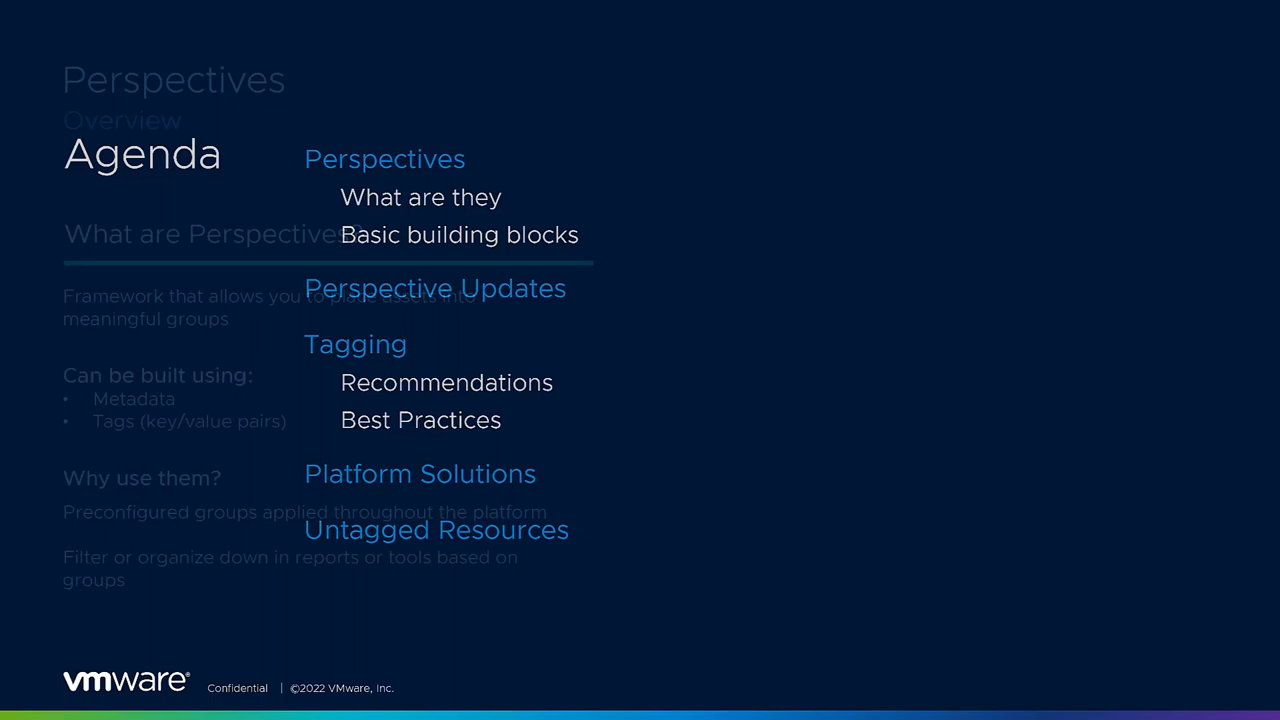 Perspectives
Overview
Agenda
Perspectives
What are they
Basic building blocks
Perspective Updates
Tagging
Recommendations
Best Practices
Platform Solutions
Untagged Resources
What are Perspectives?
Framework that allows you to place assets into
meaningful groups
Can be built using:
• Metadata
• Tags (key/value pairs)
Why use them?
Preconfigured groups applied throughout the platform
Filter or organize down in reports or tools based on
groups
vmware®
Confidential | ©2022 VMware, Inc.